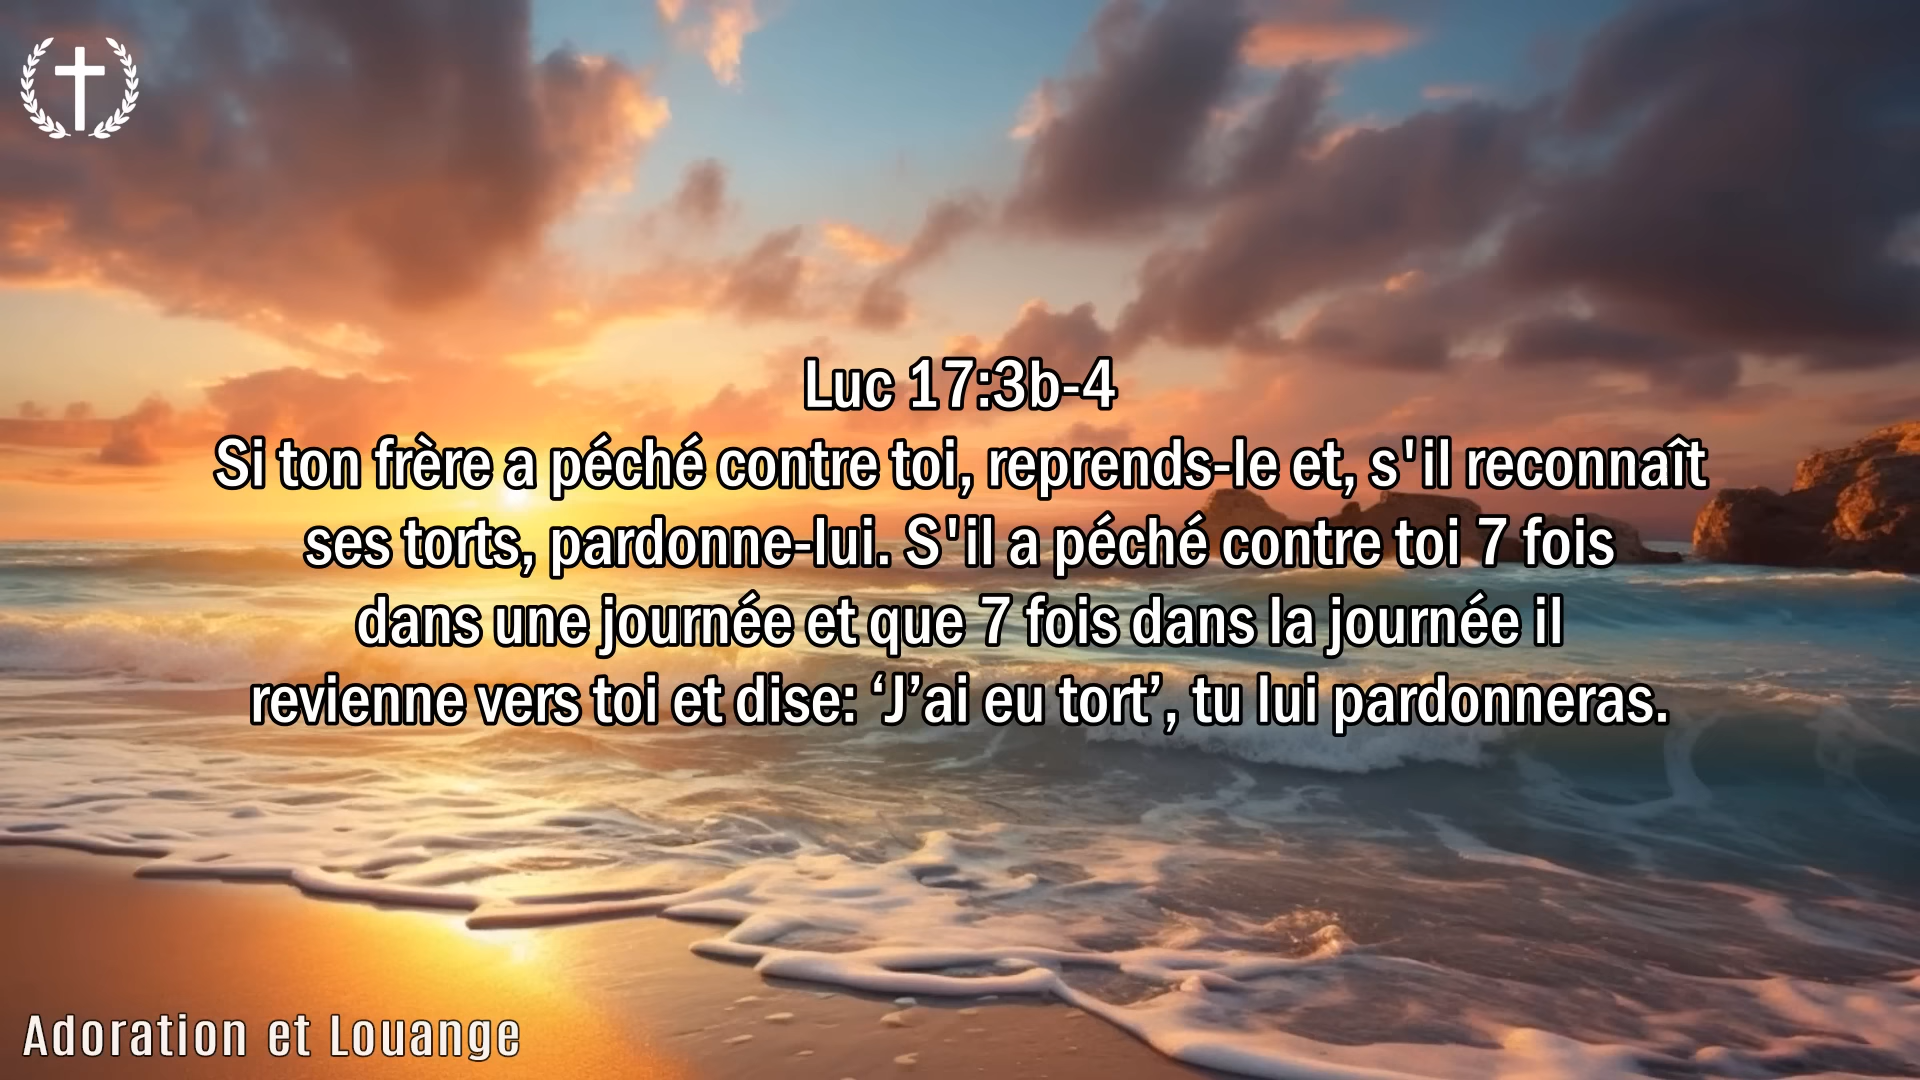 Luc 17:3b-4
Si ton frère a péché contre toi, reprends-le et, s'il reconnaît
ses torts, pardonne-lui. S'il a péché contre toi 7 fois
dans une journée et que 7 fois dans la journée il
revienne vers toi et dise: ‘J’ai eu tort’, tu lui pardonneras.
Adoration et Louange